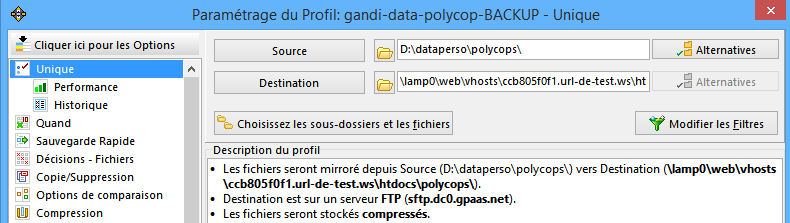 Paramétrage du Profil: gandi-data-polycop-BACKUP - Unique
Cliquer ici pour les Options
Unique
Performance
Historique
Quand
Sauvegarde Rapide
Décisions - Fichiers
Copie/Suppression
Options de comparaison
Compression
Source
D:\dataperso\polycops\
Alternatives
Destination
\lamp0\web\vhosts\ccb805f0f1.url-de-test.ws\ht
Alternatives
Choisissez les sous-dossiers et les fichiers
Modifier les Filtres
Description du profil
• Les fichiers seront mirroré depuis Source (D:\dataperso\polycops\) vers Destination (\lamp0\web\vhosts
\ccb805f0f1.url-de-test.ws\htdocs\polycops\).
• Destination est sur un serveur FTP (sftp.dc0.gpaas.net).
• Les fichiers seront stockés compressés.